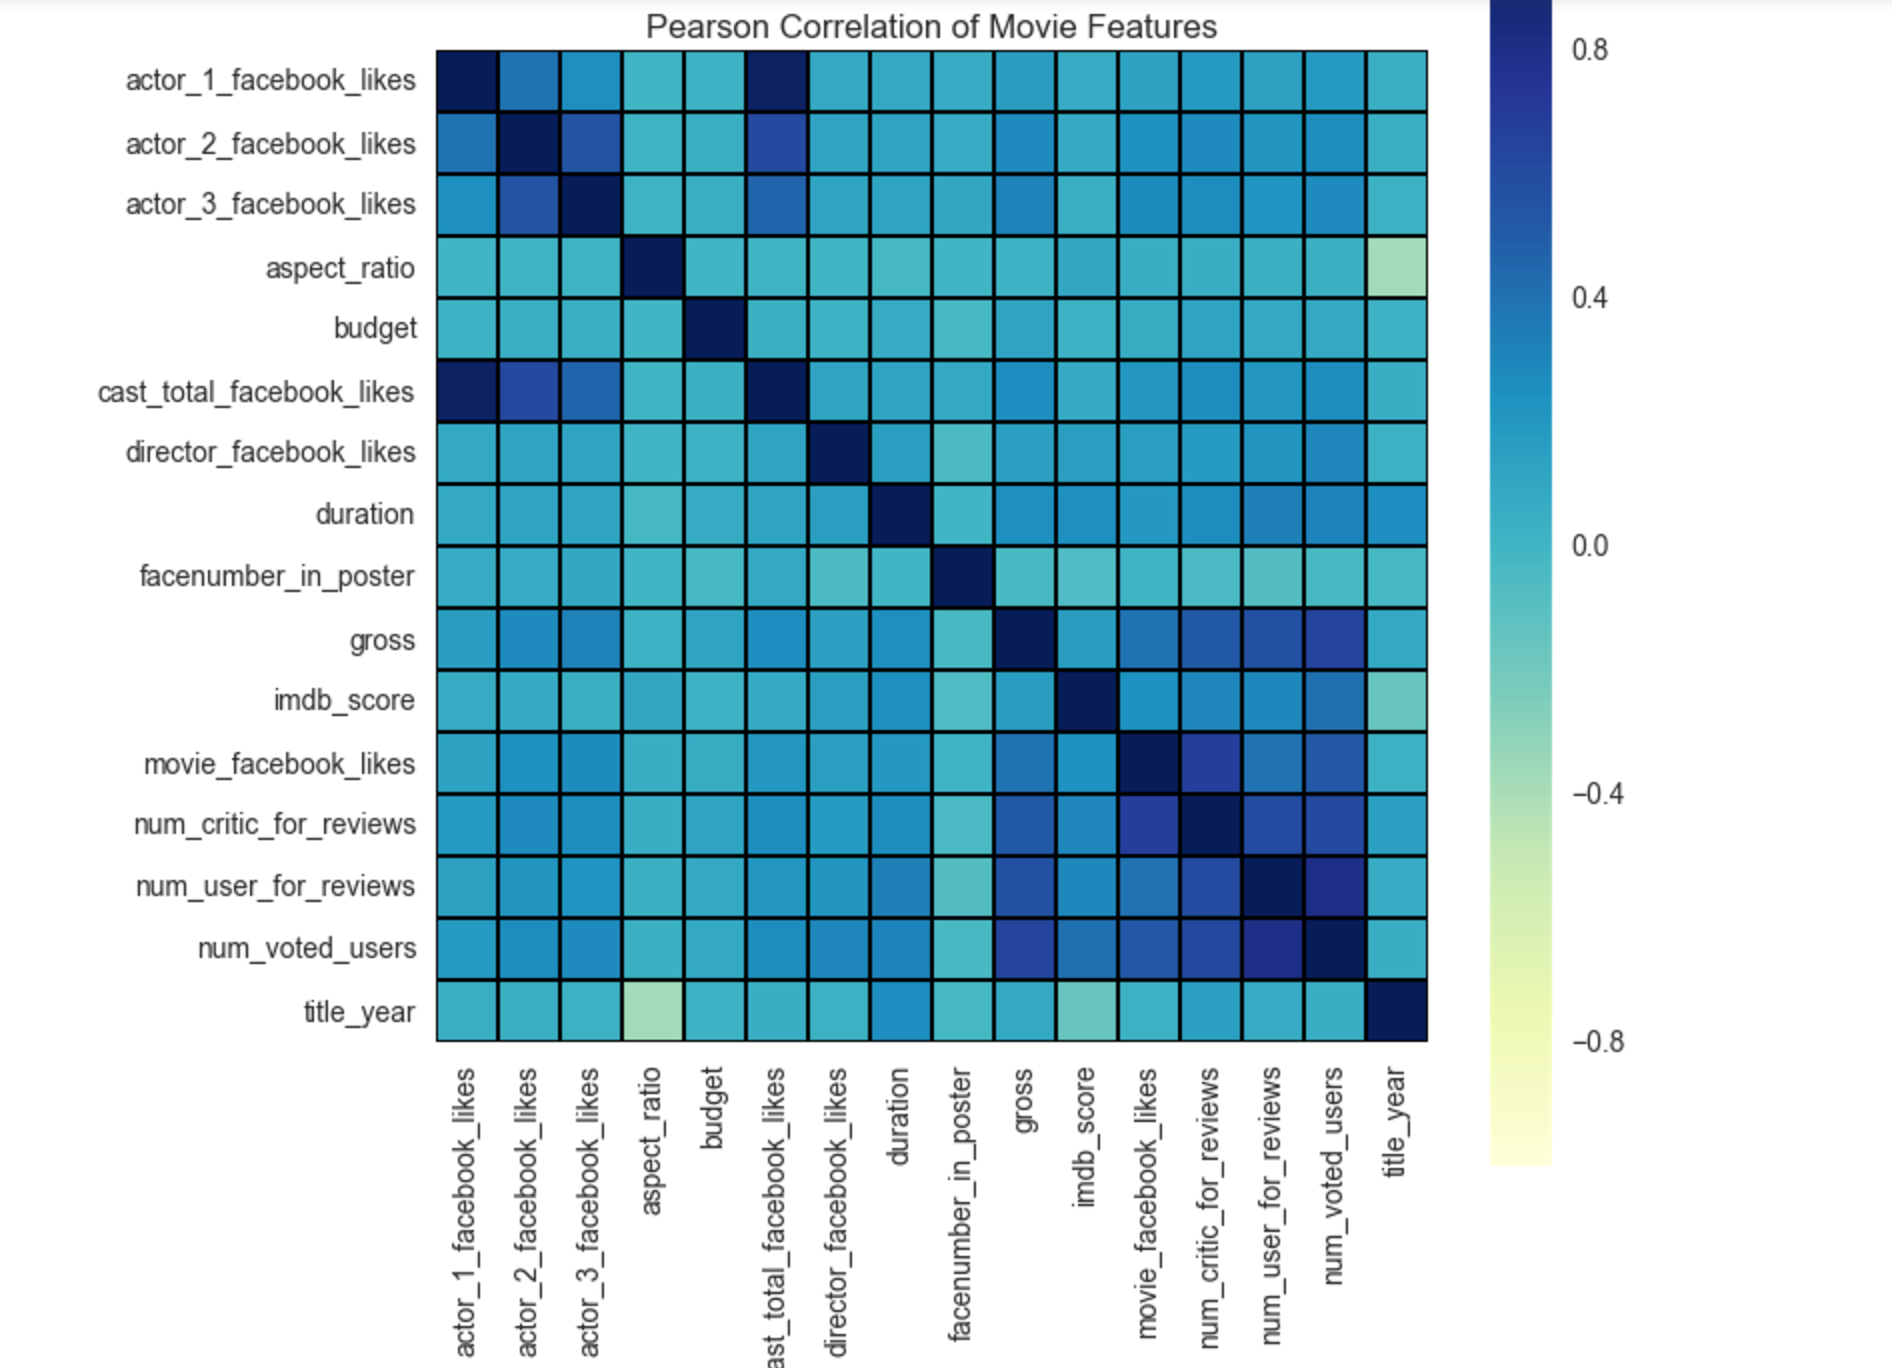 Pearson Correlation of Movie Features
actor_1_facebook_likes
actor_2_facebook_likes
actor_3_facebook_likes
aspect_ratio
budget
cast_total_facebook_likes
director_facebook_likes
duration
facenumber_in_poster
gross
imdb_score
movie_facebook_likes
num_critic_for_reviews
num_user_for_reviews
num_voted_users
title_year
actor_1_facebook_likes
actor_2_facebook_likes
actor_3_facebook_likes
aspect_ratio
budget
ast_total_facebook_likes
director_facebook_likes
duration
facenumber_in_poster
gross
imdb_score
movie_facebook_likes
num_critic_for_reviews
num_user_for_reviews
num_voted_users
title_year
0.8
0.4
0.0
−0.4
−0.8